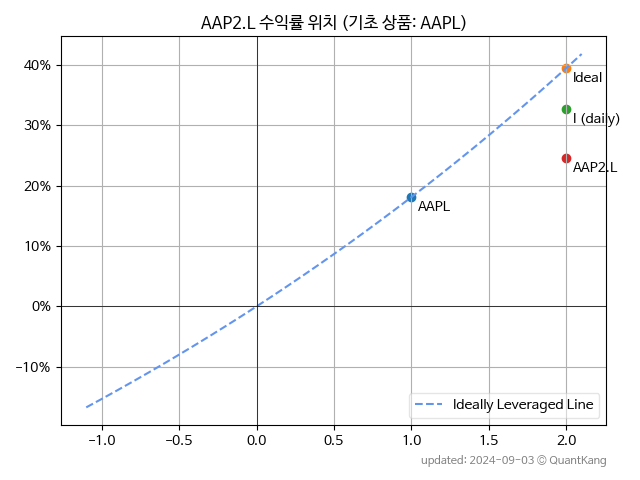 AAP2.L 수익률 위치 (기초 상품: AAPL)
40%
30%
20%
10%
0%
−10%
Ideal
I (daily)
AAP2.L
AAPL
Ideally Leveraged Line
−1.0 −0.5 0.0 0.5 1.0 1.5 2.0
updated: 2024-09-03 © QuantKang